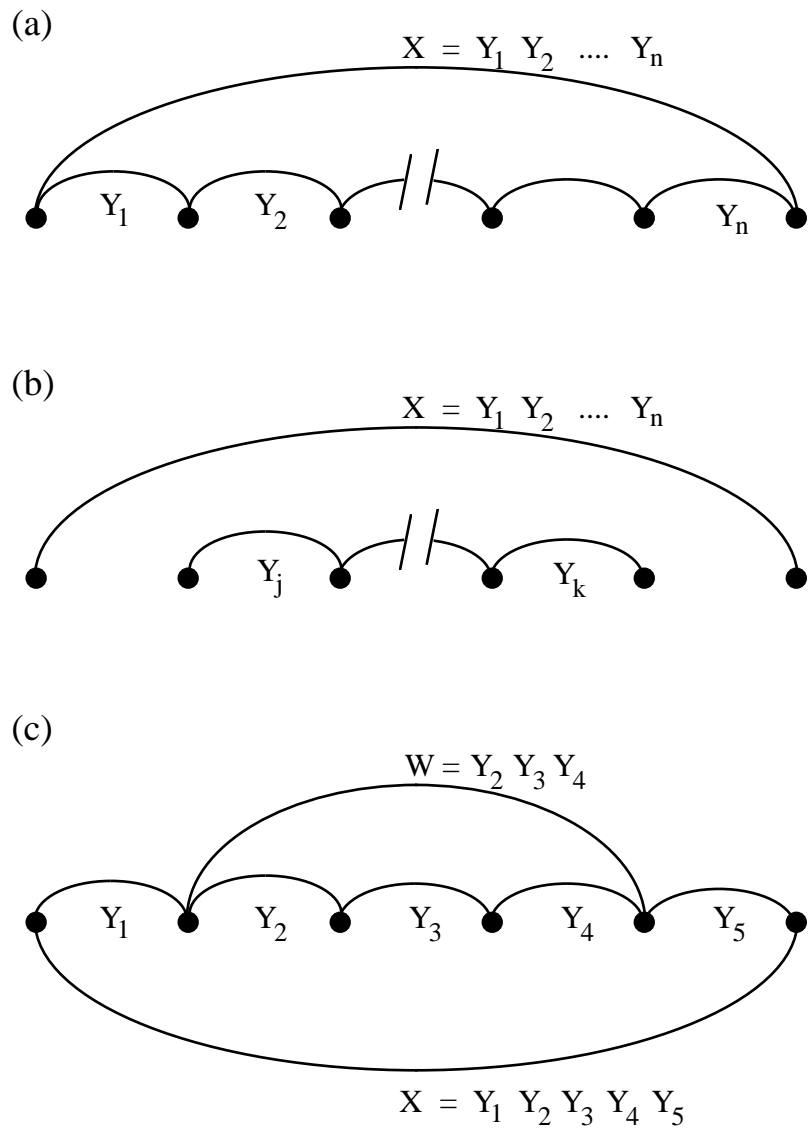 (a)
X = Y₁ Y₂ .... Yₙ
Y₁ Y₂ Yₙ
(b)
X = Y₁ Y₂ .... Yₙ
Yⱼ Yₖ
(c)
W = Y₂ Y₃ Y₄
Y₁ Y₂ Y₃ Y₄ Y₅
X = Y₁ Y₂ Y₃ Y₄ Y₅